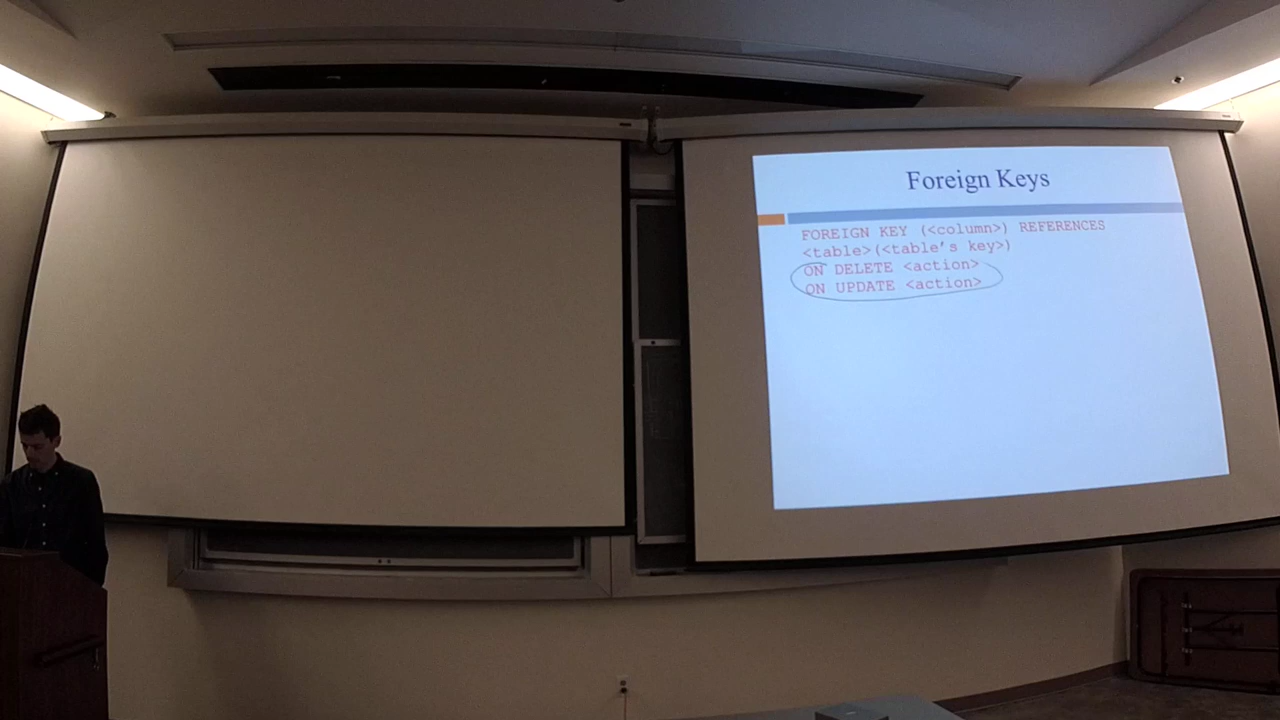 Foreign Keys
FOREIGN KEY (<column>) REFERENCES
<table>(<table's key>)
ON DELETE <action>
ON UPDATE <action>